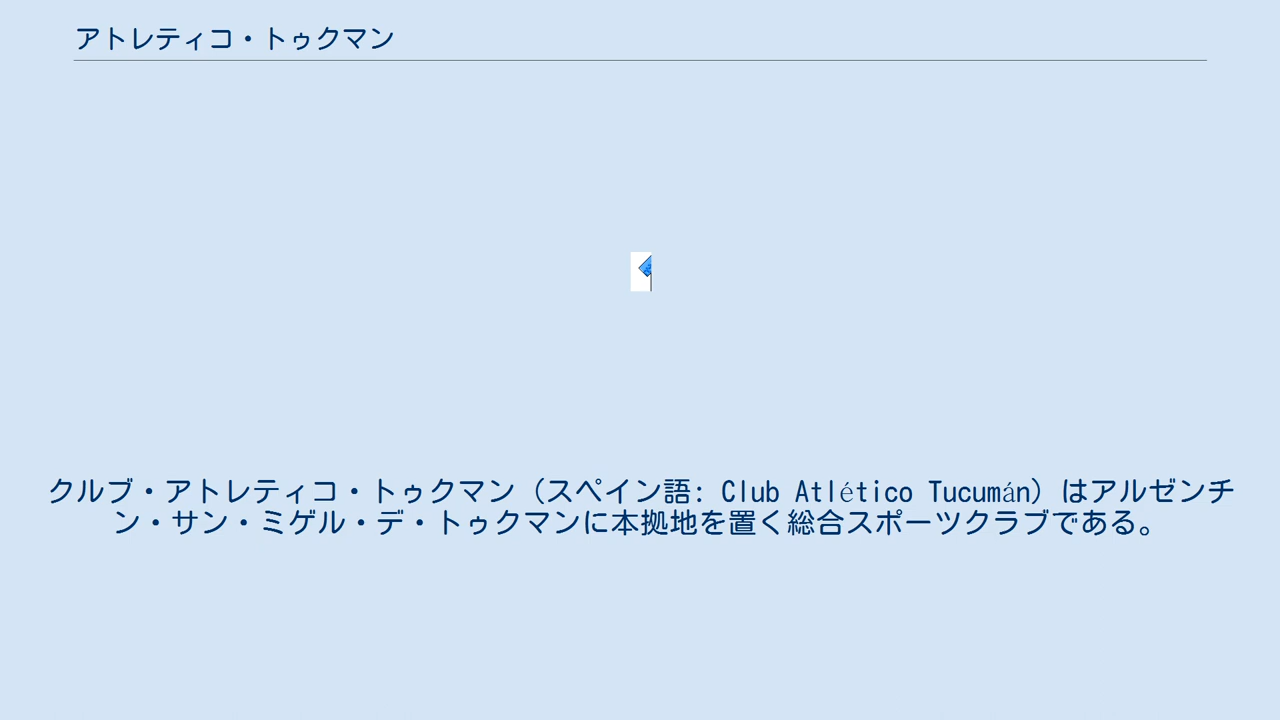 アトレティコ・トゥクマン
クルブ・アトレティコ・トゥクマン（スペイン語: Club Atlético Tucumán）はアルゼンチ
ン・サン・ミゲル・デ・トゥクマンに本拠地を置く総合スポーツクラブである。